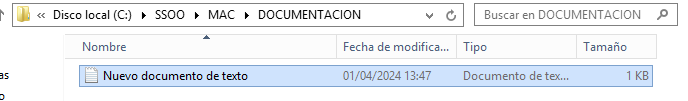 Disco local (C:) ▸ SSOO ▸ MAC ▸ DOCUMENTACION
Buscar en DOCUMENTACION
Nombre Fecha de modifica... Tipo Tamaño
Nuevo documento de texto 01/04/2024 13:47 Documento de tex... 1 KB
as
o